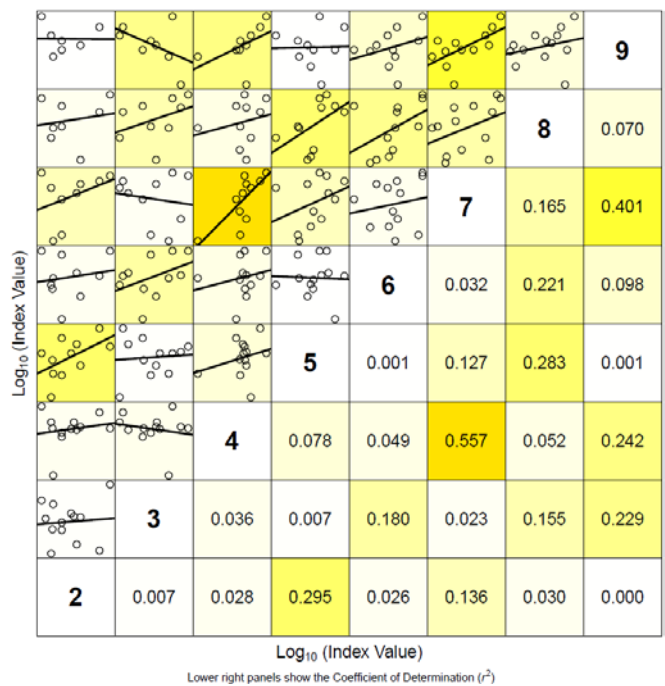 9
8 0.070
7 0.165 0.401
6 0.032 0.221 0.098
5 0.001 0.127 0.283 0.001
4 0.078 0.049 0.557 0.052 0.242
3 0.036 0.007 0.180 0.023 0.155 0.229
2 0.007 0.028 0.295 0.026 0.136 0.030 0.000
Log₁₀ (Index Value)
Log₁₀ (Index Value)
Lower right panels show the Coefficient of Determination (r²)